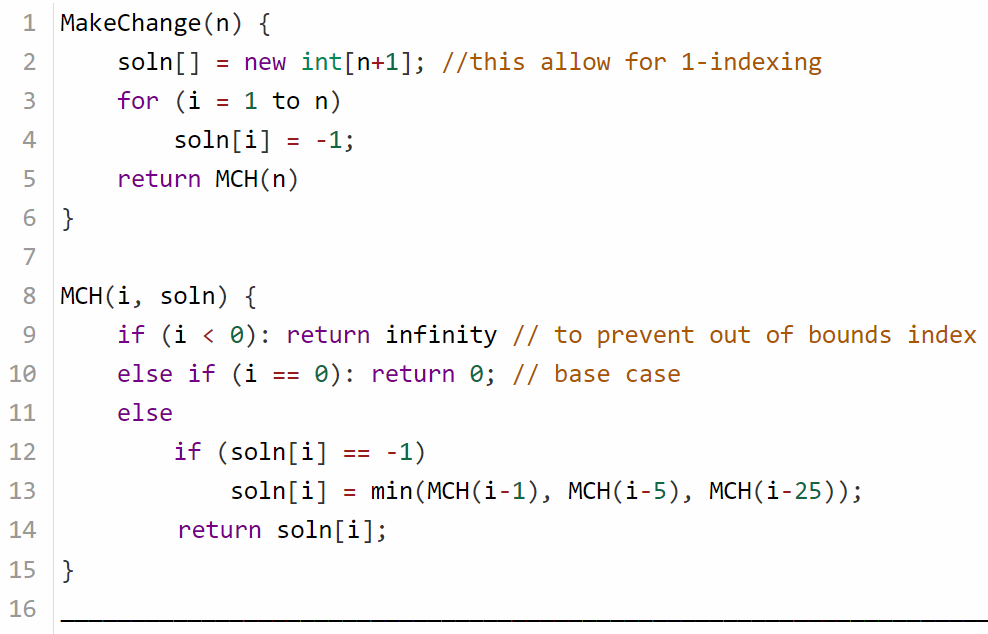 1 MakeChange(n) {
2     soln[] = new int[n+1]; //this allow for 1-indexing
3     for (i = 1 to n)
4         soln[i] = -1;
5     return MCH(n)
6 }
7
8 MCH(i, soln) {
9     if (i < 0): return infinity // to prevent out of bounds index
10     else if (i == 0): return 0; // base case
11     else
12         if (soln[i] == -1)
13             soln[i] = min(MCH(i-1), MCH(i-5), MCH(i-25));
14         return soln[i];
15 }
16 __________________________________________________________________